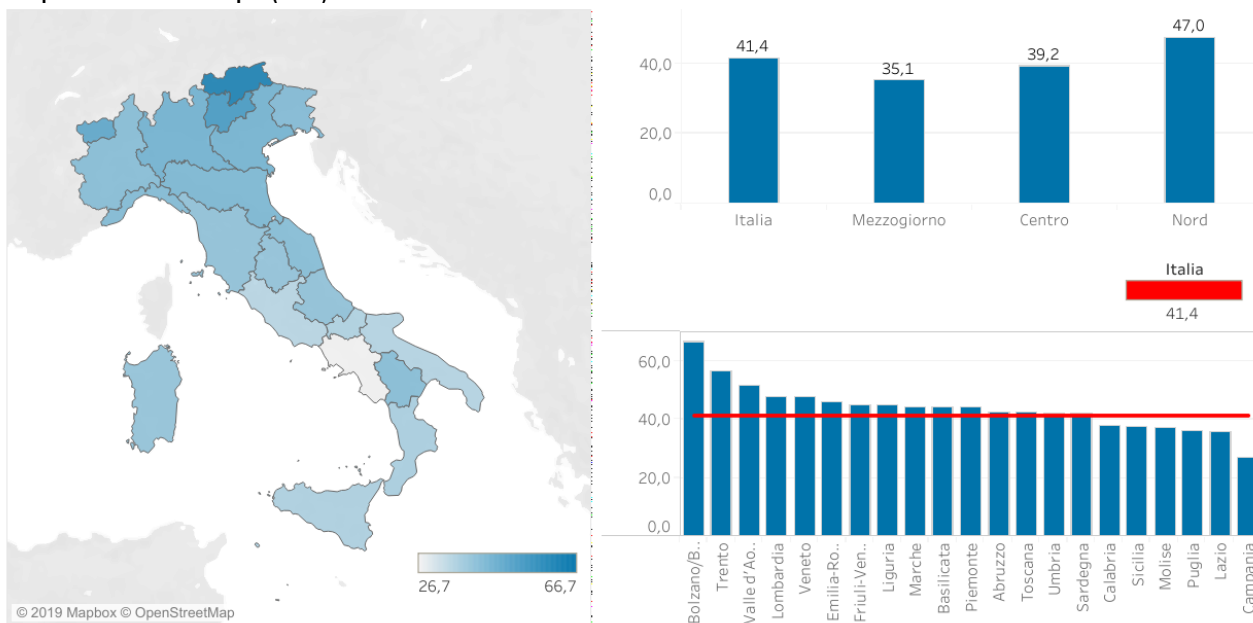 26,7
66,7
© 2019 Mapbox © OpenStreetMap
40,0
20,0
0,0
41,4
35,1
39,2
47,0
Italia
Mezzogiorno
Centro
Nord
Italia
41,4
60,0
40,0
20,0
0,0
Bolzano/B..
Trento
Valle d'Ao..
Lombardia
Veneto
Emilia-Ro..
Friuli-Ven..
Liguria
Marche
Basilicata
Piemonte
Abruzzo
Toscana
Umbria
Sardegna
Calabria
Sicilia
Molise
Puglia
Lazio
Campania